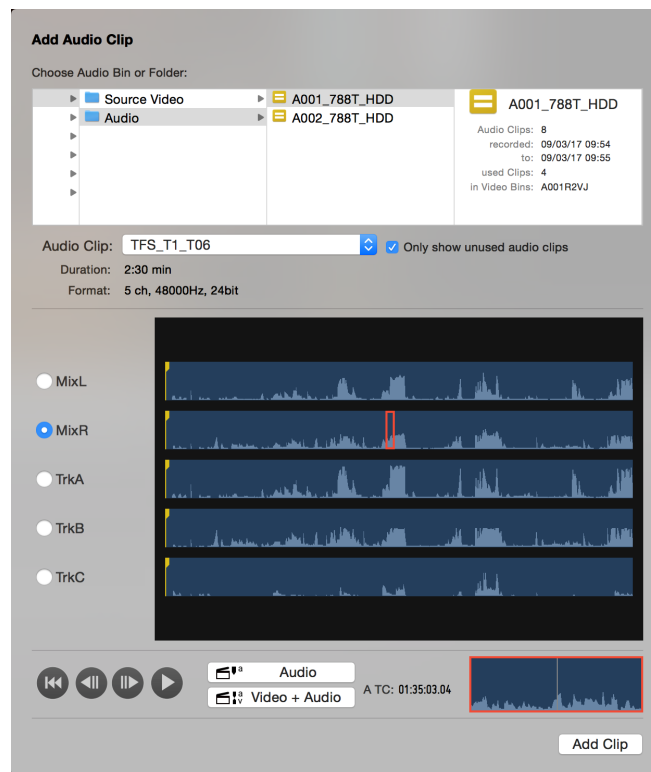 Add Audio Clip
Choose Audio Bin or Folder:
Source Video
Audio
A001_788T_HDD
A002_788T_HDD
A001_788T_HDD
Audio Clips: 8
recorded: 09/03/17 09:54
to: 09/03/17 09:55
used Clips: 4
in Video Bins: A001R2VJ
Audio Clip: TFS_T1_T06
Only show unused audio clips
Duration: 2:30 min
Format: 5 ch, 48000Hz, 24bit
MixL
MixR
TrkA
TrkB
TrkC
a Audio
a v Video + Audio
A TC: 01:35:03.04
Add Clip